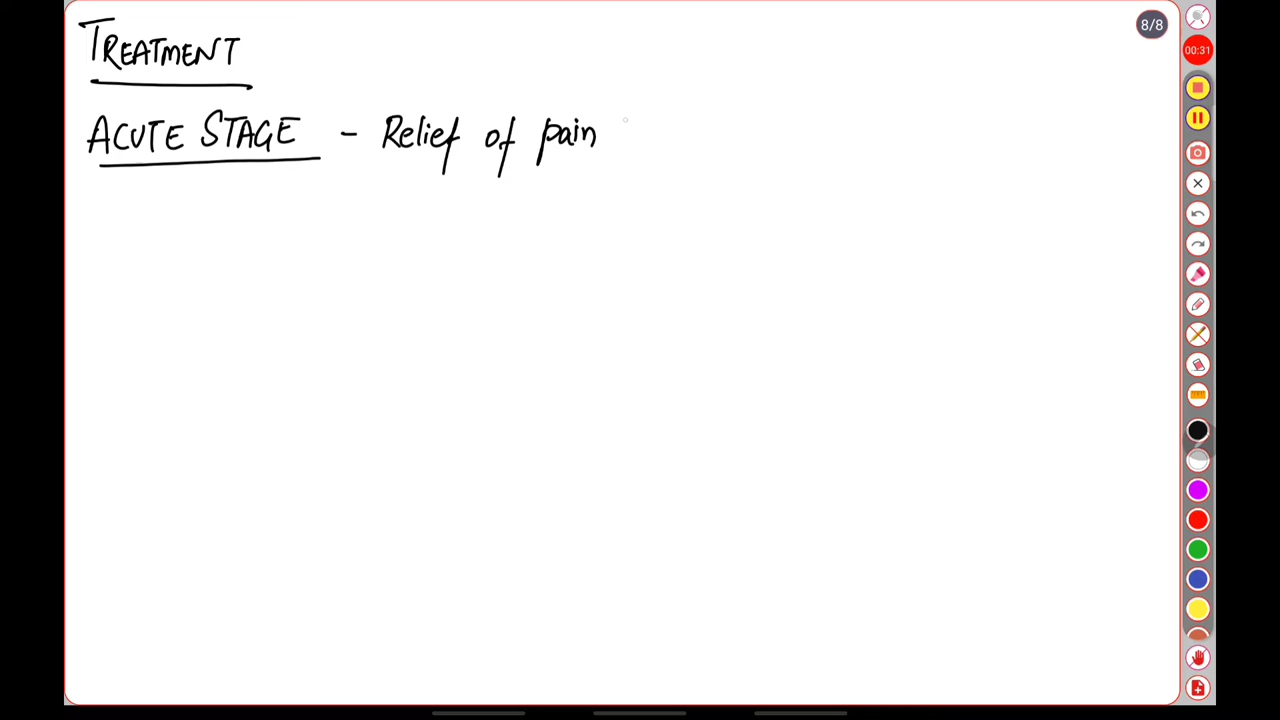 TREATMENT
8/8
00:31
ACUTE STAGE - Relief of pain